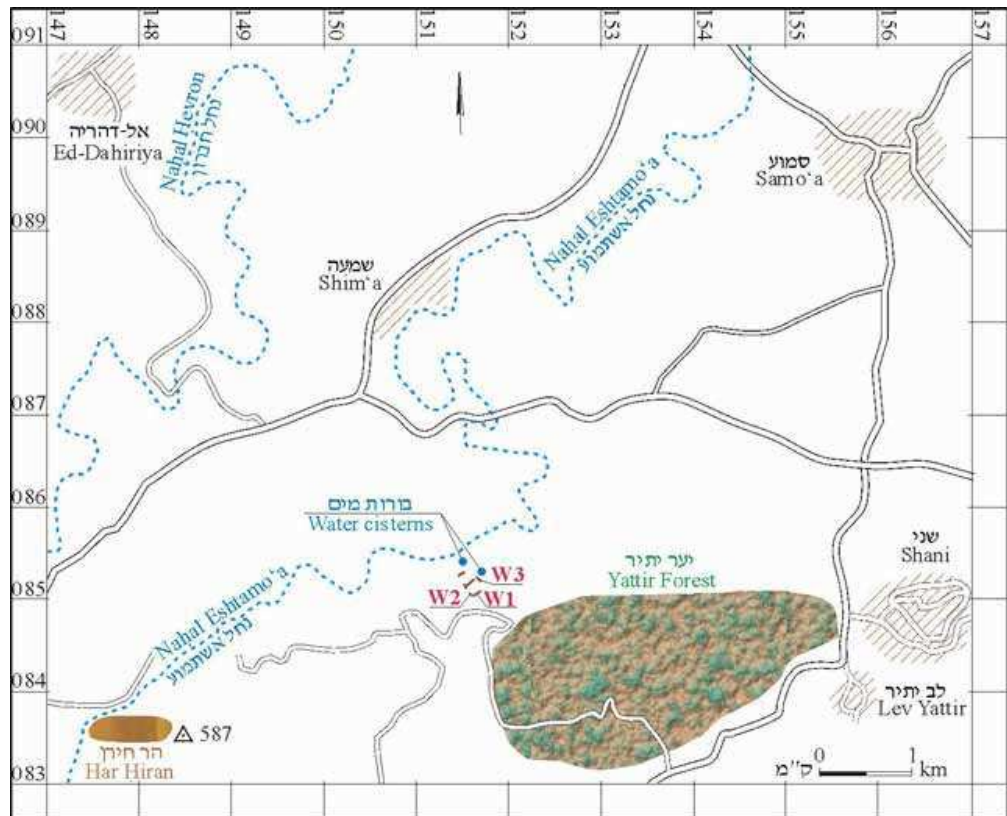 147
148
149
150
151
152
153
154
155
156
157
091
090
089
088
087
086
085
084
083
אל-דהריה
Ed-Dahiriya
Nahal Hevron
נחל חברון
סמוע
Samo‘a
Nahal Eshtamo‘a
נחל אשתמוע
שמעה
Shim‘a
בורות מים
Water cisterns
W3
W2
W1
יער יתיר
Yattir Forest
שני
Shani
Nahal Eshtamo‘a
נחל אשתמוע
לב יתיר
Lev Yattir
587
הר חירן
Har Hiran
0 1
ק"מ km